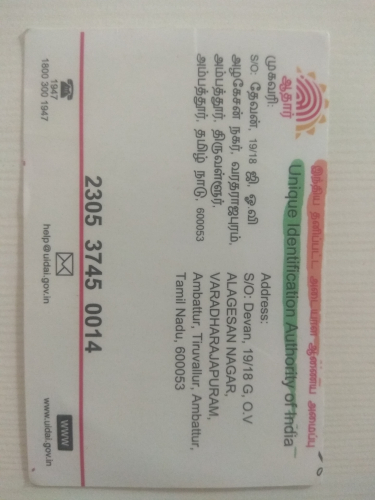 இந்திய தனிப்பட்ட அடையாள ஆணைய அமைப்பு
Unique Identification Authority of India
ஆதார்
முகவரி:
S/O: தேவன், 19/18 ஜி, ஓ.வி
அழகேசன் நகர், வரதராஜபுரம்,
அம்பத்தூர், திருவள்ளூர்,
அம்பத்தூர், தமிழ் நாடு, 600053
Address:
S/O: Devan, 19/18 G, O.V
ALAGESAN NAGAR,
VARADHARAJAPURAM,
Ambattur, Tiruvallur, Ambattur,
Tamil Nadu, 600053
2305 3745 0014
1947
1800 300 1947
help@uidai.gov.in
www
www.uidai.gov.in